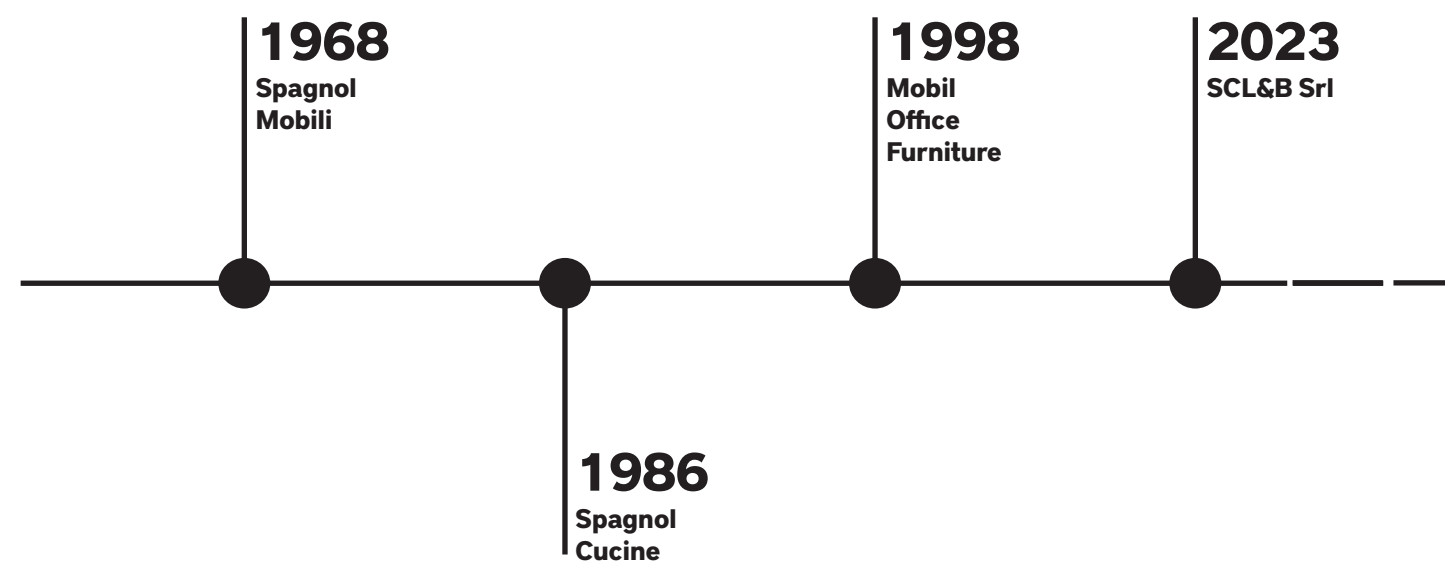 1968
Spagnol
Mobili
1986
Spagnol
Cucine
1998
Mobil
Office
Furniture
2023
SCL&B Srl